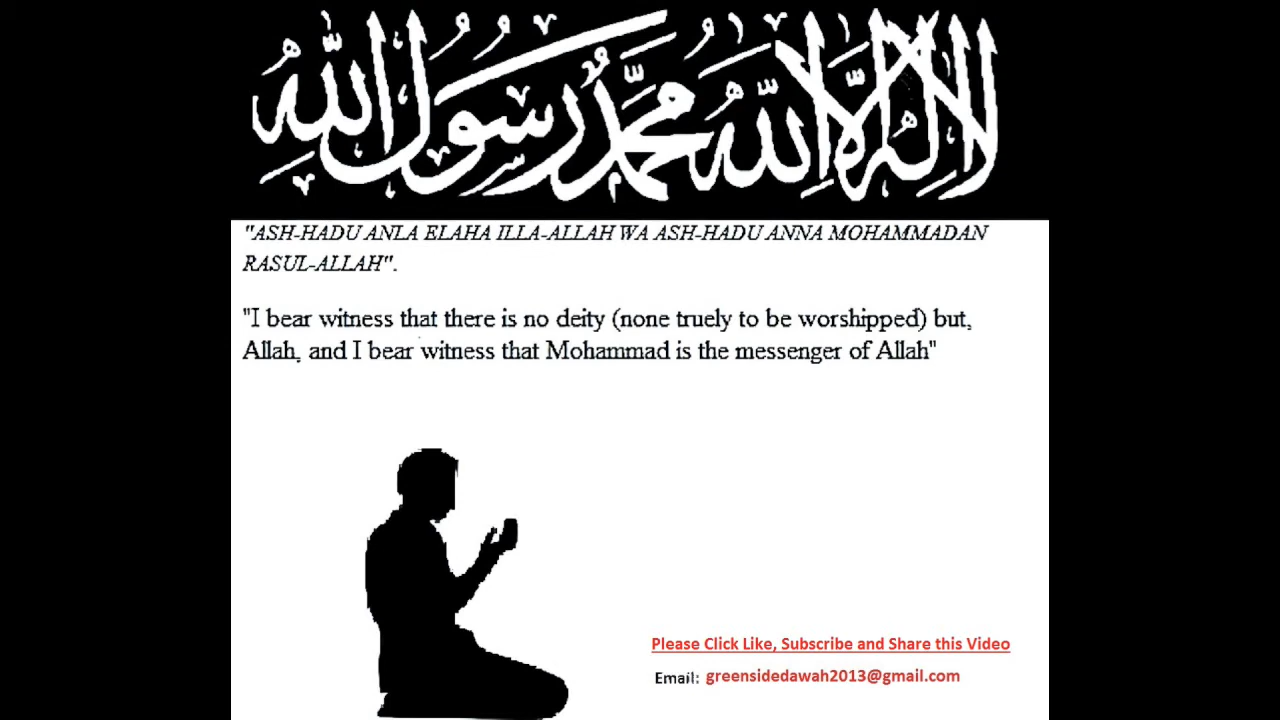 لا إله إلا الله محمد رسول الله
"ASH-HADU ANLA ELAHA ILLA-ALLAH WA ASH-HADU ANNA MOHAMMADAN
RASUL-ALLAH".
"I bear witness that there is no deity (none truely to be worshipped) but,
Allah, and I bear witness that Mohammad is the messenger of Allah"
Please Click Like, Subscribe and Share this Video
Email: greensidedawah2013@gmail.com